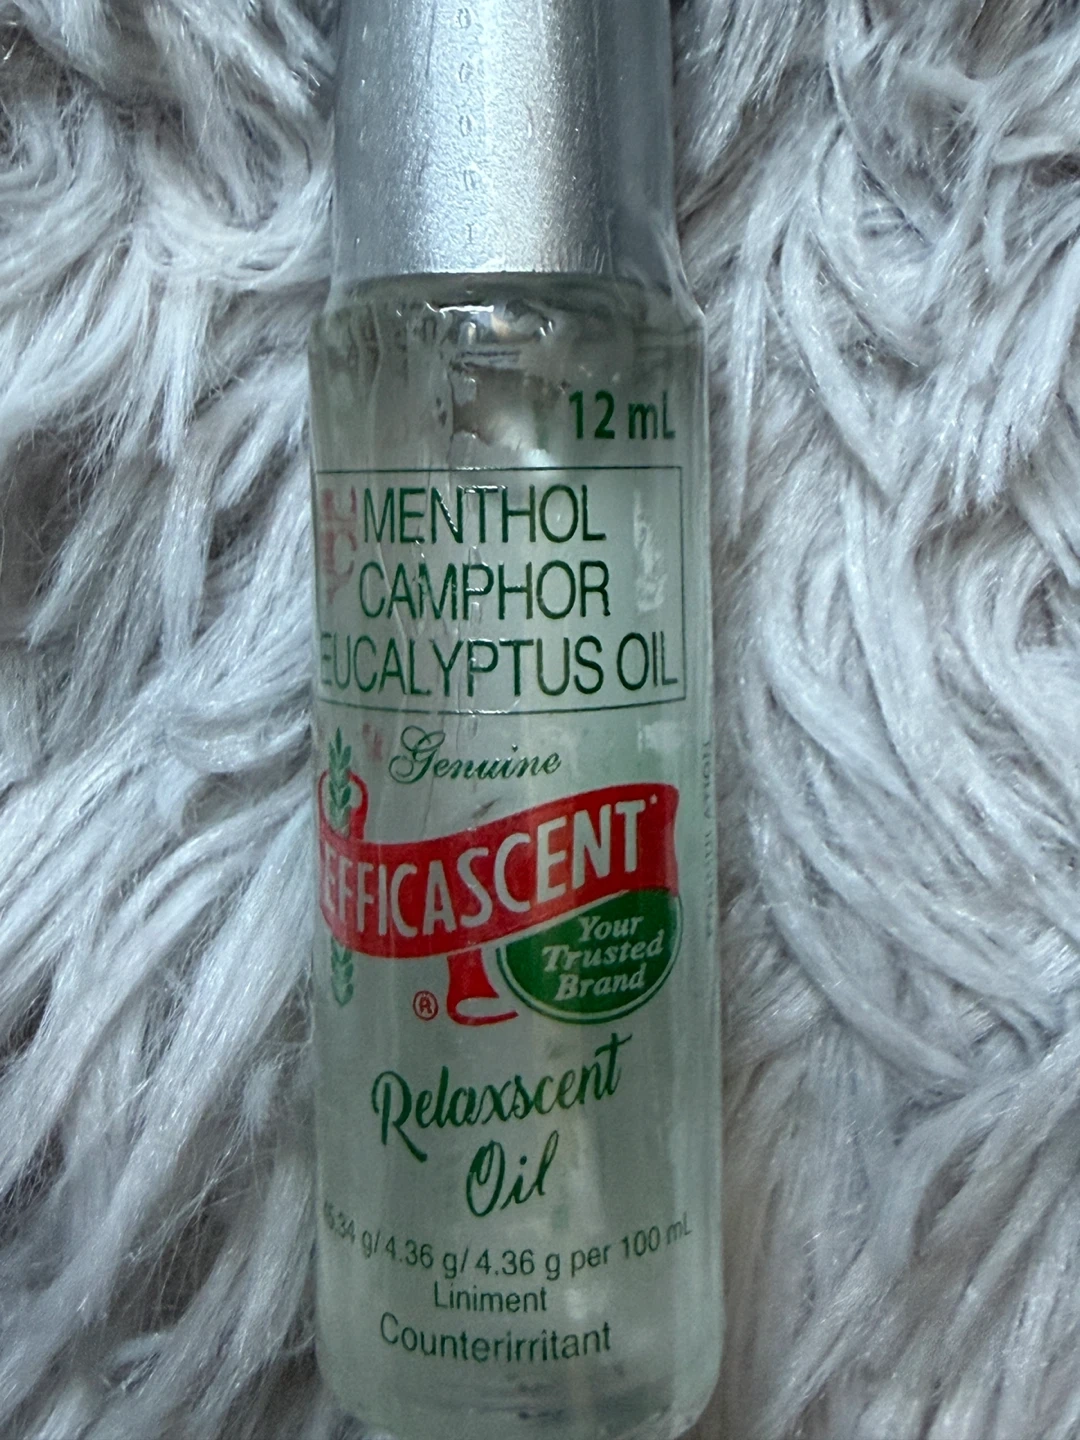 12 mL
MENTHOL
CAMPHOR
EUCALYPTUS OIL
Genuine
EFFICASCENT
Your
Trusted
Brand
®
Relaxscent
Oil
g/ 4.36 g/ 4.36 g per 100 mL
Liniment
Counterirritant